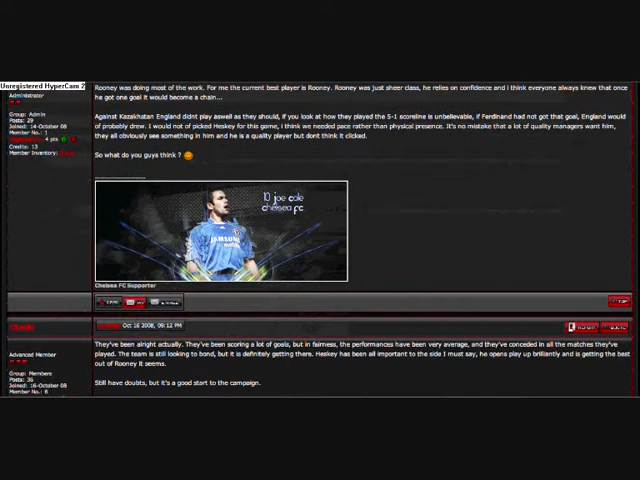 Unregistered HyperCam 2
Rooney was doing most of the work. For me the current best player is Rooney. Rooney was just sheer class, he relies on confidence and i think everyone always knew that once
Administrator
he got one goal it would become a chain...
Group: Admin
Posts: 29
Joined: 14-October 08
Member No.: 1
4 pts
Credits: 13
Member Inventory:
Against Kazakhstan England didnt play aswell as they should, if you look at how they played the 5-1 scoreline is unbelievable, if Ferdinand had not got that goal, England would
of probably drew. I would not of picked Heskey for this game, i think we needed pace rather than physical presence. It's no mistake that a lot of quality managers want him,
they all obviously see something in him and he is a quality player but dont think it clicked.
So what do you guys think ?
10 joe cole
chelsea fc
Chelsea FC Supporter
TOP
Oct 16 2008, 09:12 PM
Advanced Member
Group: Members
Posts: 36
Joined: 16-October 08
Member No.: 6
They've been alright actually. They've been scoring a lot of goals, but in fairness, the performances have been very average, and they've conceded in all the matches they've
played. The team is still looking to bond, but it is definitely getting there. Heskey has been all important to the side I must say, he opens play up brilliantly and is getting the best
out of Rooney it seems.
Still have doubts, but it's a good start to the campaign.